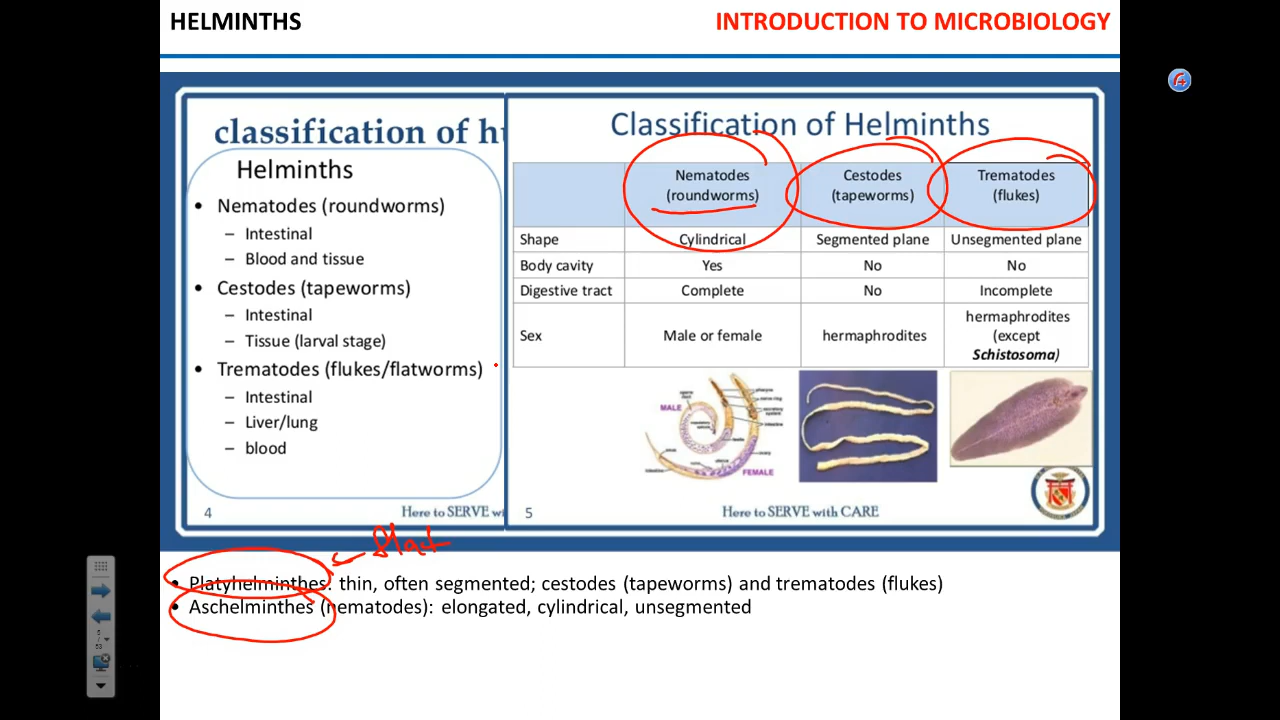 HELMINTHS
INTRODUCTION TO MICROBIOLOGY
classification of hu
Helminths
• Nematodes (roundworms)
– Intestinal
– Blood and tissue
• Cestodes (tapeworms)
– Intestinal
– Tissue (larval stage)
• Trematodes (flukes/flatworms)
– Intestinal
– Liver/lung
– blood
4
Here to SERVE wi
Classification of Helminths
Nematodes (roundworms) Cestodes (tapeworms) Trematodes (flukes)
Shape Cylindrical Segmented plane Unsegmented plane
Body cavity Yes No No
Digestive tract Complete No Incomplete
Sex Male or female hermaphrodites hermaphrodites (except Schistosoma)
MALE
FEMALE
5
Here to SERVE with CARE
flat
• Platyhelminthes: thin, often segmented; cestodes (tapeworms) and trematodes (flukes)
• Aschelminthes (nematodes): elongated, cylindrical, unsegmented
5
/
53